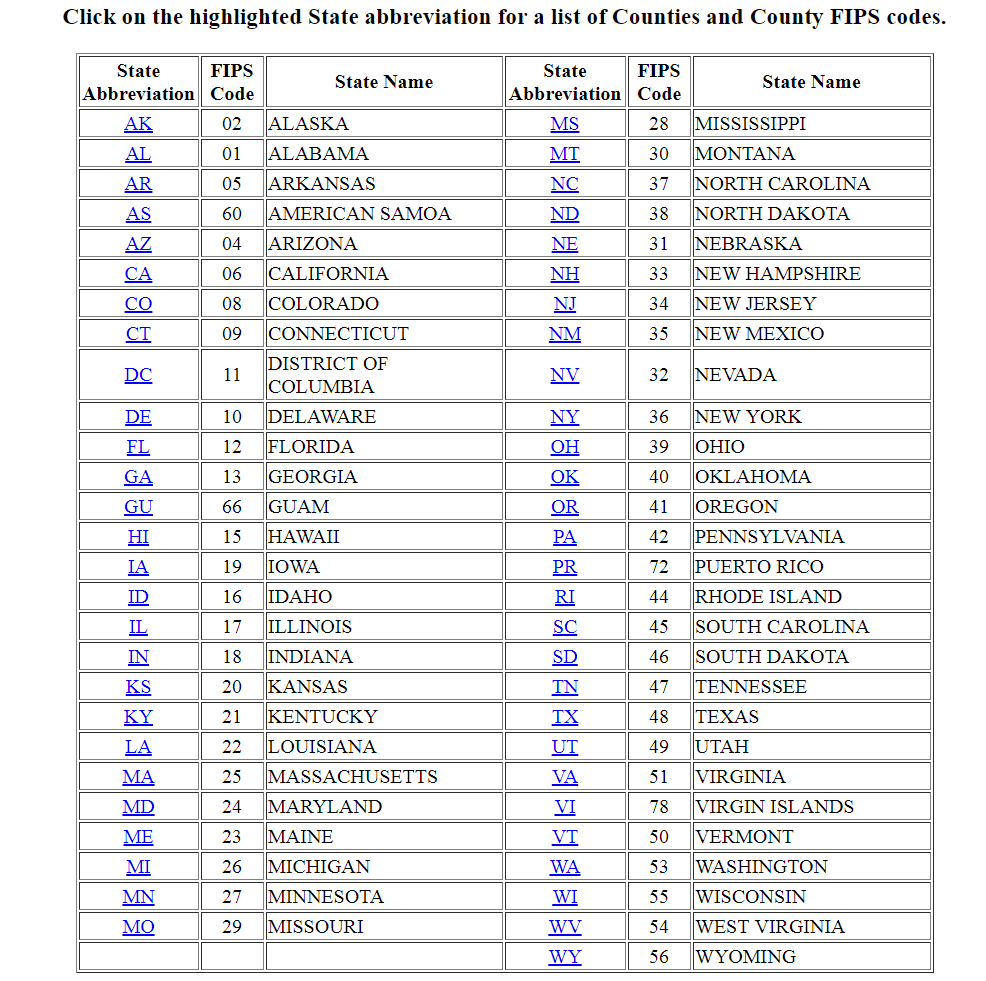 Click on the highlighted State abbreviation for a list of Counties and County FIPS codes.
State Abbreviation FIPS Code State Name State Abbreviation FIPS Code State Name
AK 02 ALASKA MS 28 MISSISSIPPI
AL 01 ALABAMA MT 30 MONTANA
AR 05 ARKANSAS NC 37 NORTH CAROLINA
AS 60 AMERICAN SAMOA ND 38 NORTH DAKOTA
AZ 04 ARIZONA NE 31 NEBRASKA
CA 06 CALIFORNIA NH 33 NEW HAMPSHIRE
CO 08 COLORADO NJ 34 NEW JERSEY
CT 09 CONNECTICUT NM 35 NEW MEXICO
DC 11 DISTRICT OF COLUMBIA NV 32 NEVADA
DE 10 DELAWARE NY 36 NEW YORK
FL 12 FLORIDA OH 39 OHIO
GA 13 GEORGIA OK 40 OKLAHOMA
GU 66 GUAM OR 41 OREGON
HI 15 HAWAII PA 42 PENNSYLVANIA
IA 19 IOWA PR 72 PUERTO RICO
ID 16 IDAHO RI 44 RHODE ISLAND
IL 17 ILLINOIS SC 45 SOUTH CAROLINA
IN 18 INDIANA SD 46 SOUTH DAKOTA
KS 20 KANSAS TN 47 TENNESSEE
KY 21 KENTUCKY TX 48 TEXAS
LA 22 LOUISIANA UT 49 UTAH
MA 25 MASSACHUSETTS VA 51 VIRGINIA
MD 24 MARYLAND VI 78 VIRGIN ISLANDS
ME 23 MAINE VT 50 VERMONT
MI 26 MICHIGAN WA 53 WASHINGTON
MN 27 MINNESOTA WI 55 WISCONSIN
MO 29 MISSOURI WV 54 WEST VIRGINIA
WY 56 WYOMING